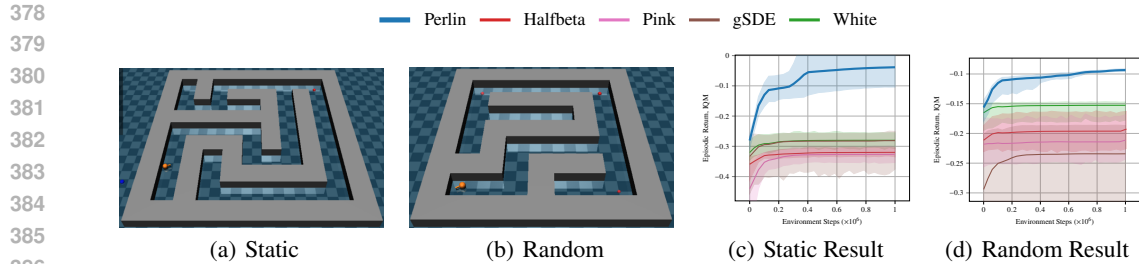 378
379
380
381
382
383
384
385
Perlin Halfbeta Pink gSDE White
Episodic Return, IQM
0
−0.1
−0.2
−0.3
−0.4
0 0.2 0.4 0.6 0.8 1
Environment Steps (×10⁶)
Episodic Return, IQM
−0.1
−0.15
−0.2
−0.25
−0.3
0 0.2 0.4 0.6 0.8 1
Environment Steps (×10⁶)
(a) Static (b) Random (c) Static Result (d) Random Result